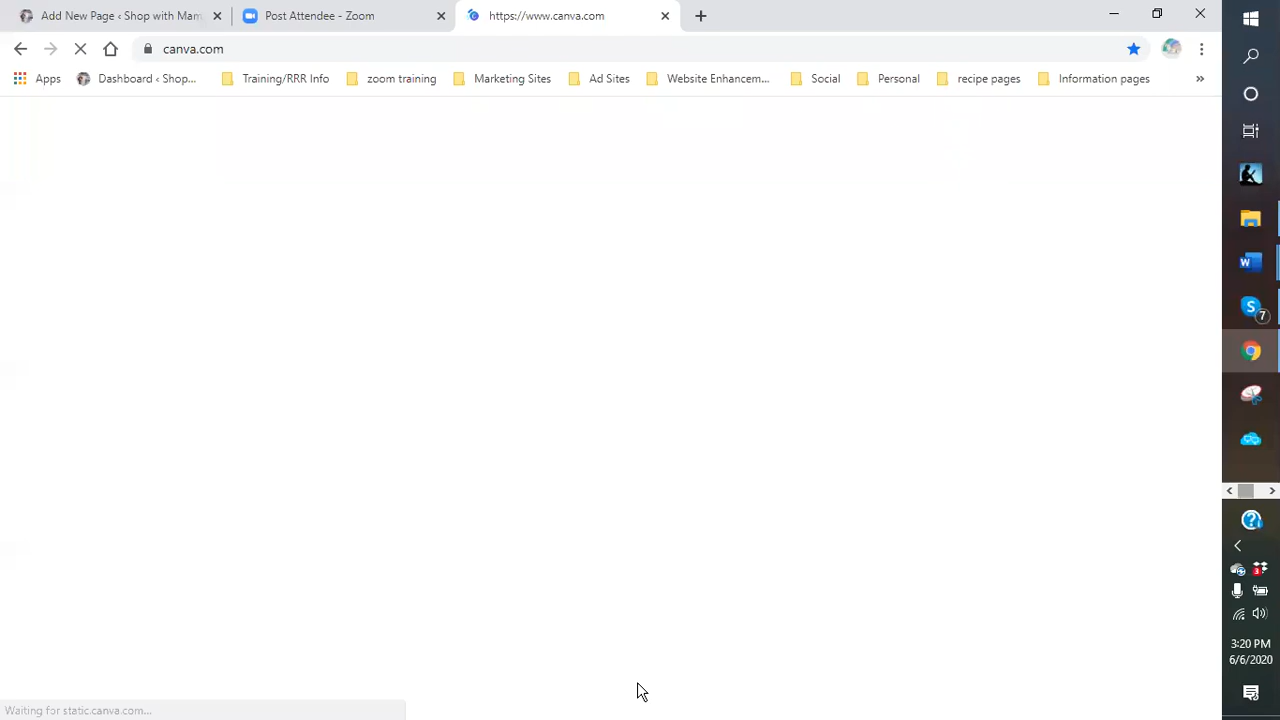 Add New Page < Shop with Mam
Post Attendee - Zoom
https://www.canva.com
canva.com
Apps
Dashboard < Shop...
Training/RRR Info
zoom training
Marketing Sites
Ad Sites
Website Enhancem...
Social
Personal
recipe pages
Information pages
»
W
S
7
3
3:20 PM
6/6/2020
Waiting for static.canva.com...